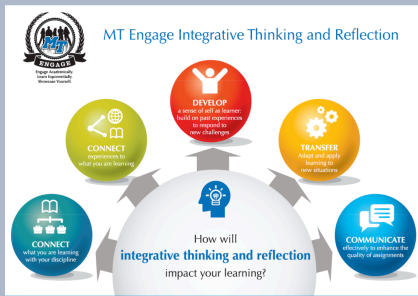 MT Engage Integrative Thinking and Reflection
MT
ENGAGE
Engage Academically
Learn Exponentially
Showcase Yourself
DEVELOP
a sense of self as learner:
build on past experiences
to respond to
new challenges
CONNECT
experiences to
what you are learning
TRANSFER
Adapt and apply
learning to
new situations
CONNECT
what you are learning
with your discipline
COMMUNICATE
effectively to enhance the
quality of assignments
How will
integrative thinking and reflection
impact your learning?